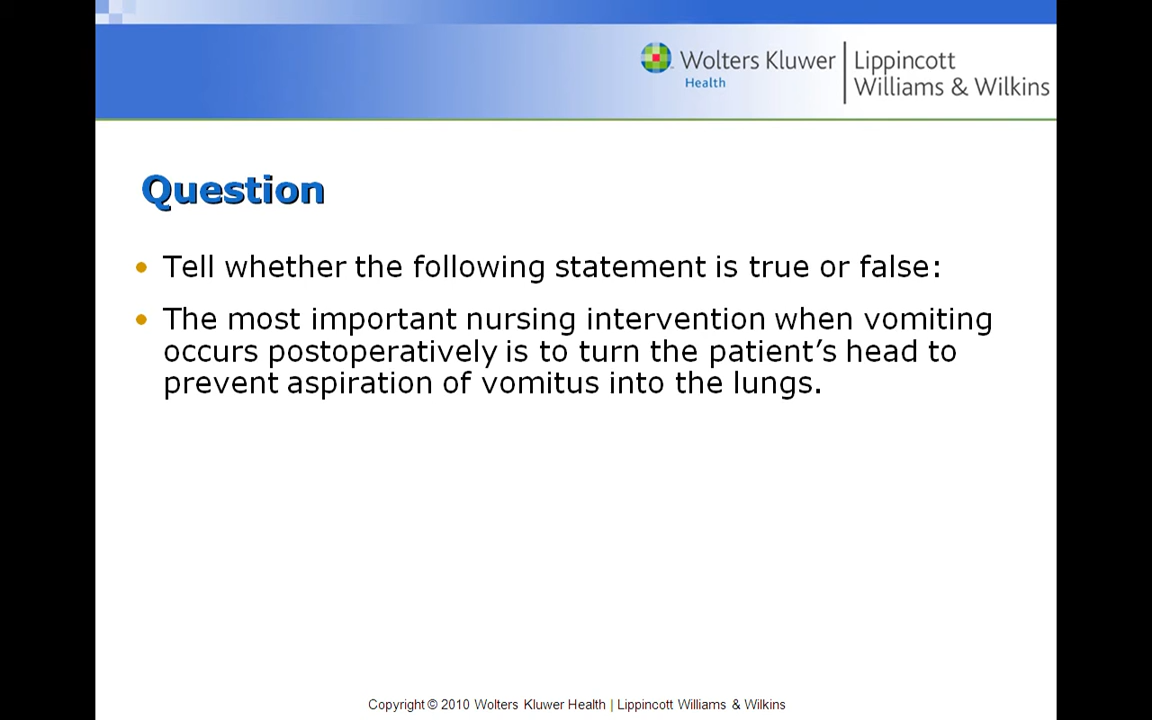 Wolters Kluwer
Health
Lippincott
Williams & Wilkins
Question
• Tell whether the following statement is true or false:
• The most important nursing intervention when vomiting
occurs postoperatively is to turn the patient’s head to
prevent aspiration of vomitus into the lungs.
Copyright © 2010 Wolters Kluwer Health | Lippincott Williams & Wilkins